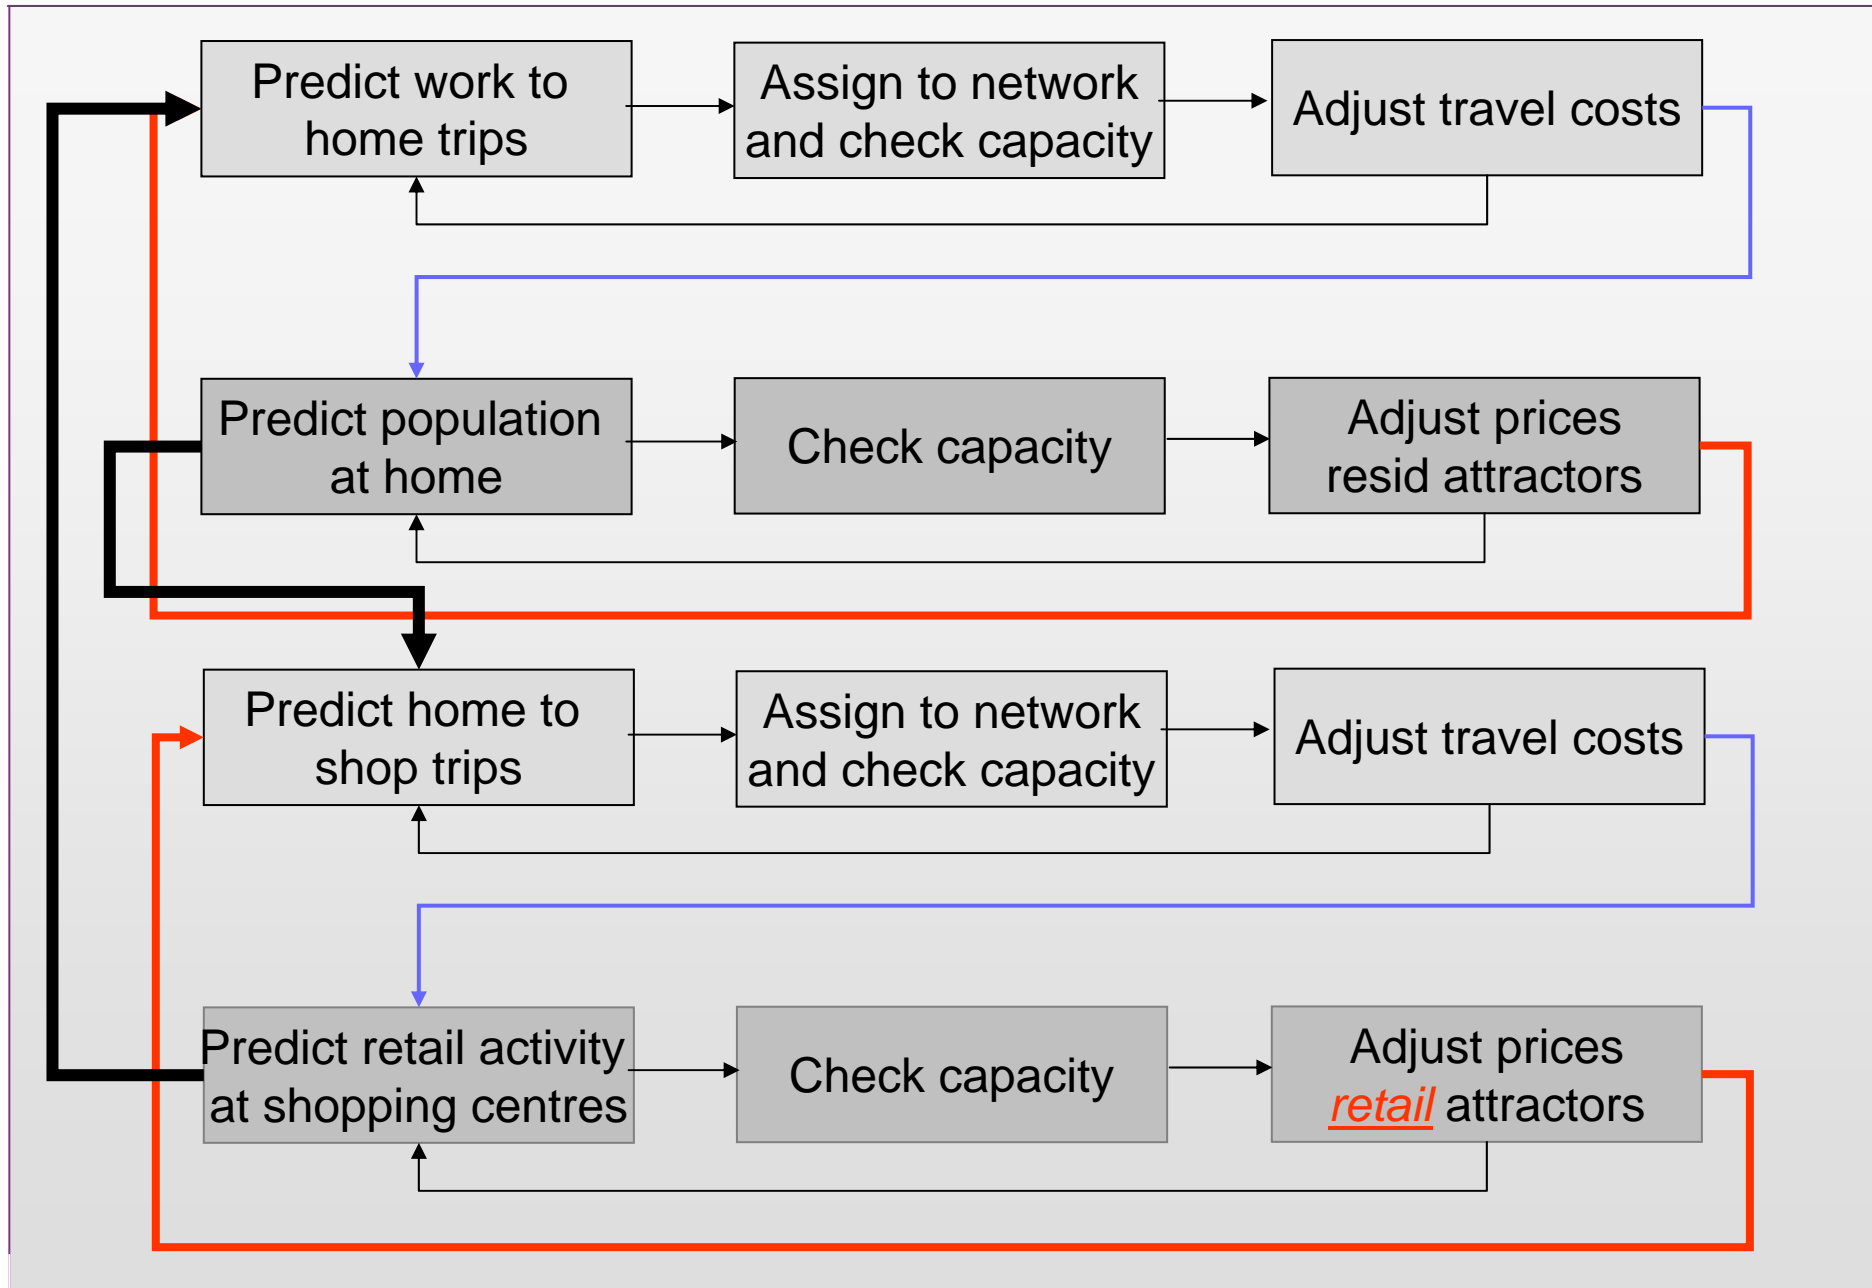 Predict work to
home trips
Assign to network
and check capacity
Adjust travel costs
Predict population
at home
Check capacity
Adjust prices
resid attractors
Predict home to
shop trips
Assign to network
and check capacity
Adjust travel costs
Predict retail activity
at shopping centres
Check capacity
Adjust prices
retail attractors